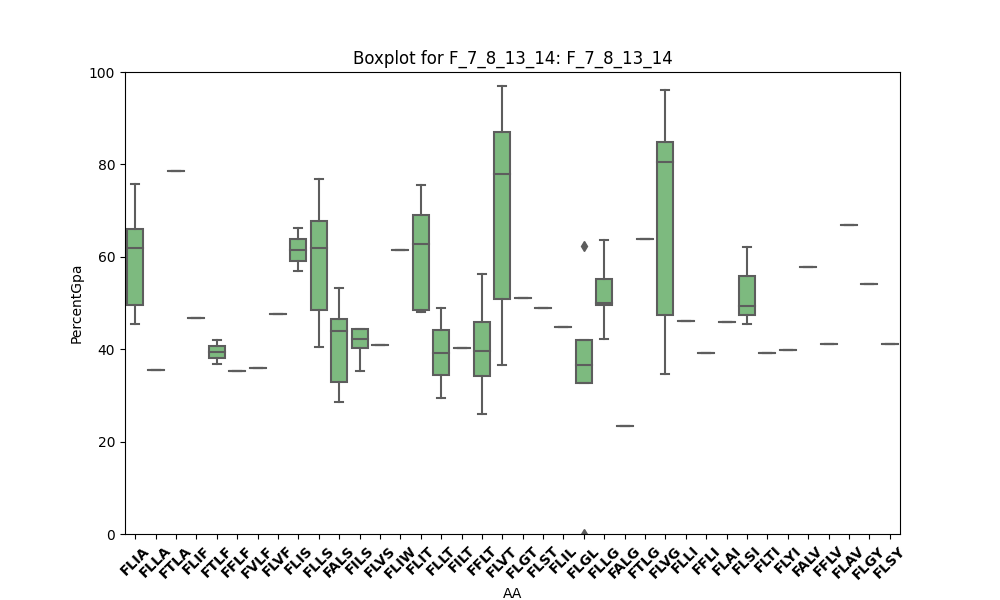 Boxplot for F_7_8_13_14: F_7_8_13_14
100
80
60
40
20
0
PercentGpa
FLIA FLLA FTLA FLIF FTLF FFLF FVLF FLVF FLIS FLLS FALS FILS FLVS FLIW FLIT FLLT FILT FFLT FLVT FLGT FLST FLIL FLGL FLLG FALG FTLG FLVG FLLI FFLI FLAI FLSI FLTI FLYI FALV FFLV FLAV FLGY FLSY
AA